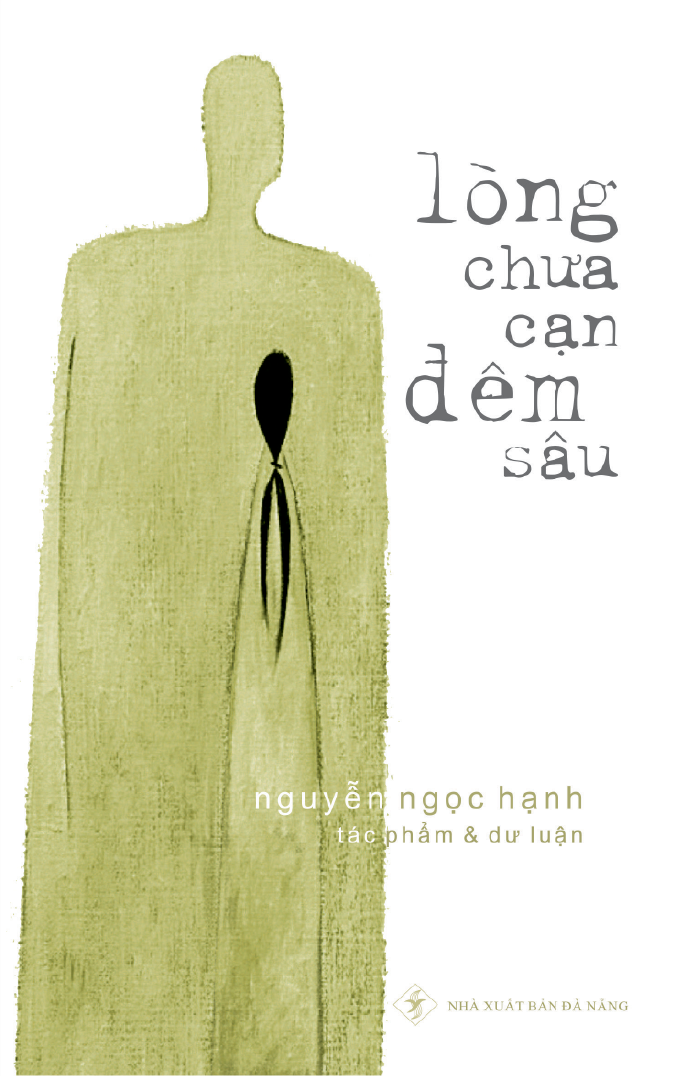 lòng
chưa
cạn
đêm
sâu
nguyễn ngọc hạnh
tác phẩm & dư luận
NHÀ XUẤT BẢN ĐÀ NẴNG